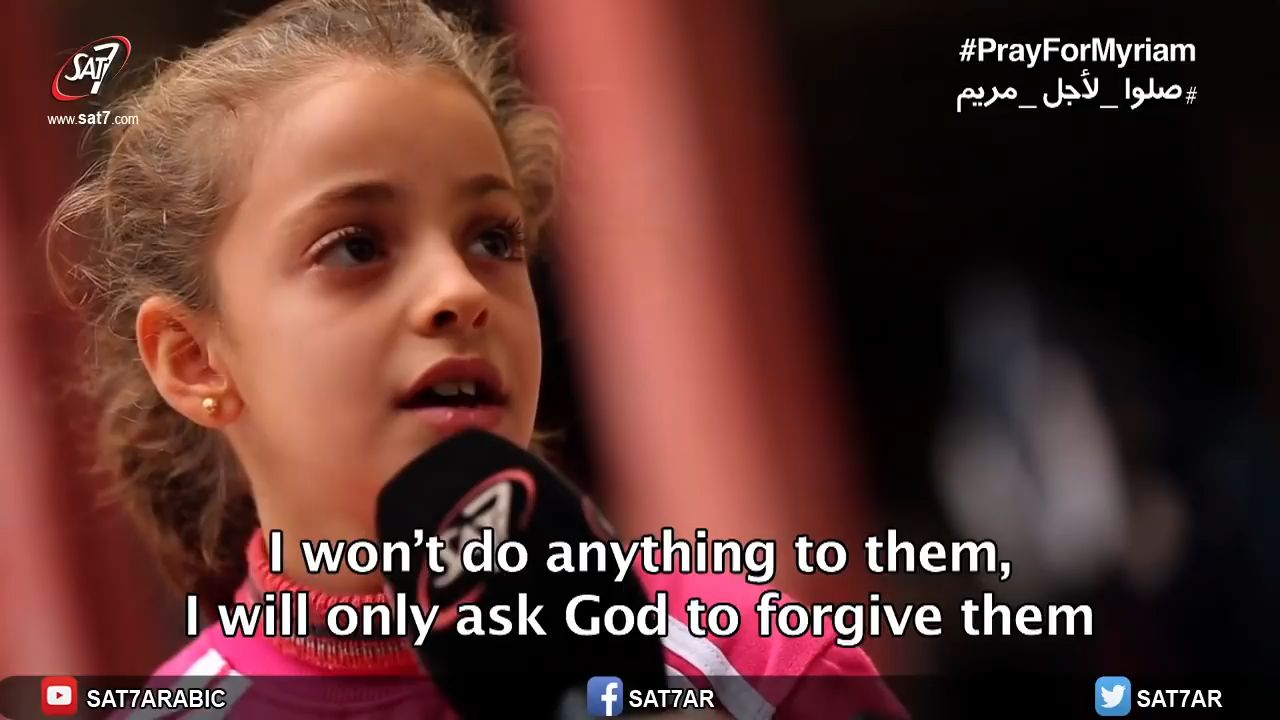 SAT7
www.sat7.com
#PrayForMyriam
#صلوا_لأجل_مريم
SAT7
I won't do anything to them,
I will only ask God to forgive them
SAT7ARABIC
SAT7AR
SAT7AR